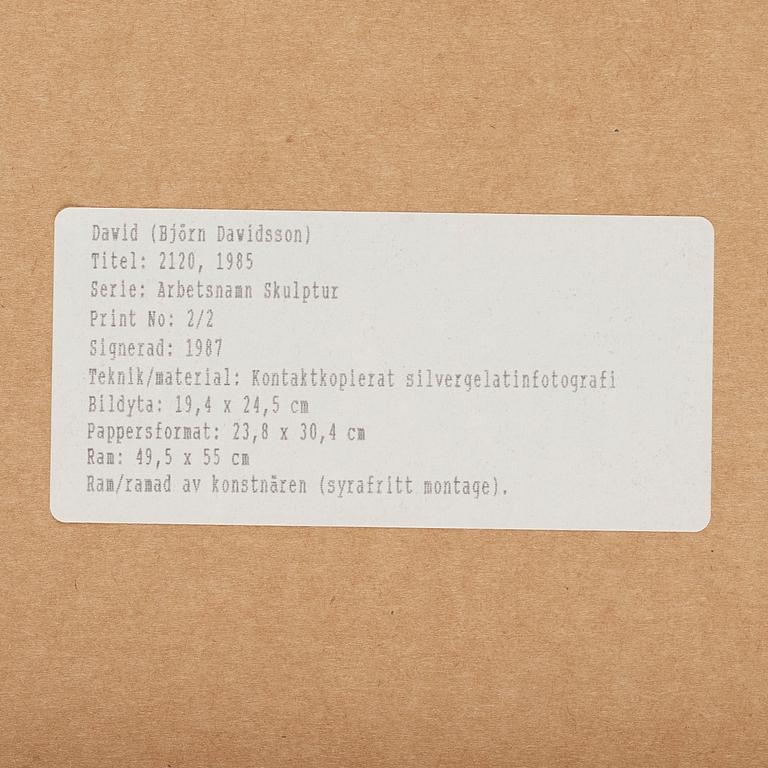 Dawid (Björn Dawidsson)
Titel: 2120, 1985
Serie: Arbetsnamn Skulptur
Print No: 2/2
Signerad: 1987
Teknik/material: Kontaktkopierat silvergelatinfotografi
Bildyta: 19,4 x 24,5 cm
Pappersformat: 23,8 x 30,4 cm
Ram: 49,5 x 55 cm
Ram/ramad av konstnären (syrafritt montage).